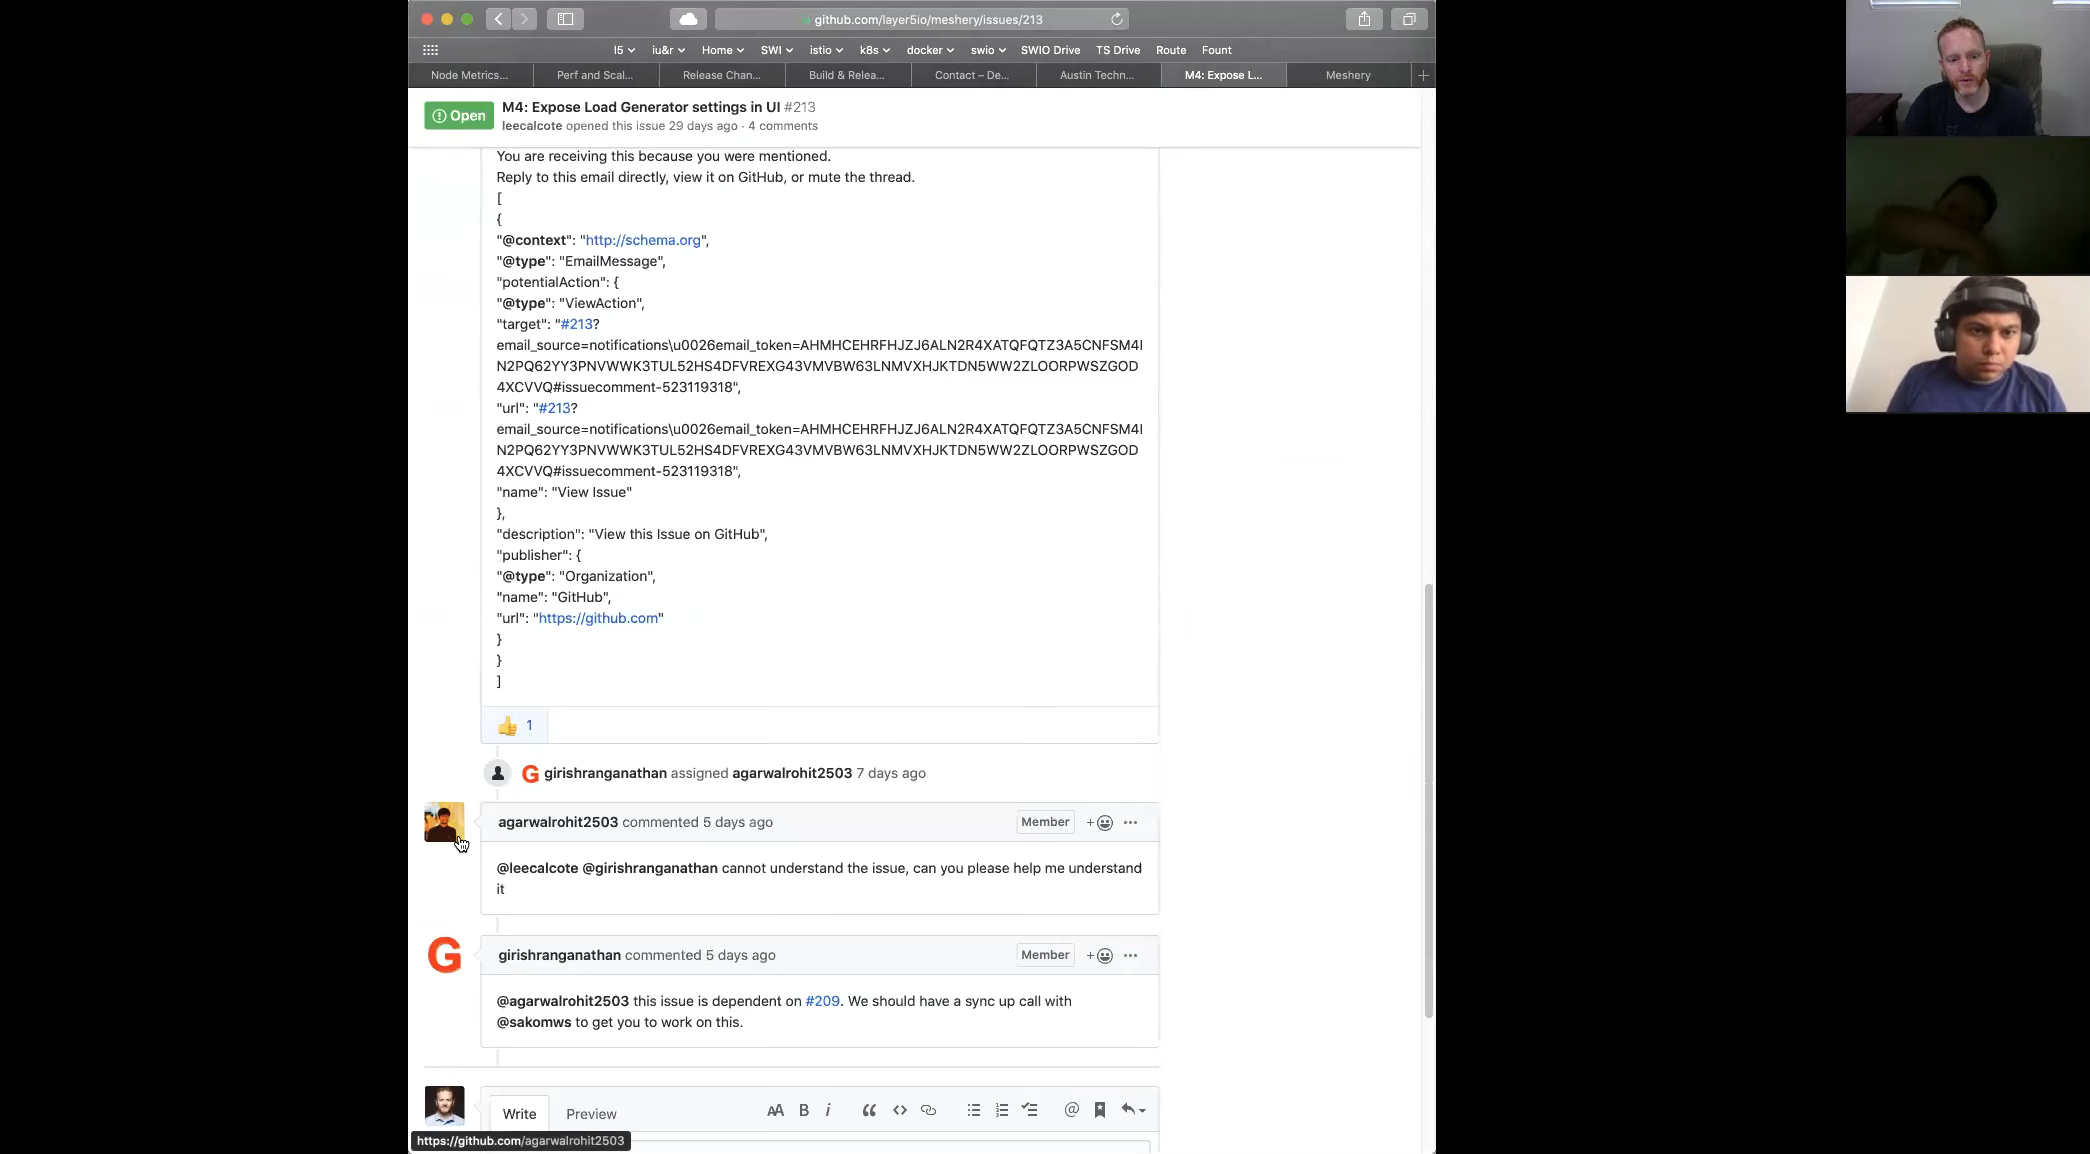 github.com/layer5io/meshery/issues/213
l5 iu&r Home SWI istio k8s docker swio SWIO Drive TS Drive Route Fount
Node Metrics... Perf and Scal... Release Chan... Build & Relea... Contact – De... Austin Techn... M4: Expose L... Meshery
Open
M4: Expose Load Generator settings in UI #213
leecalcote opened this issue 29 days ago · 4 comments
You are receiving this because you were mentioned.
Reply to this email directly, view it on GitHub, or mute the thread.
[
{
"@context": "http://schema.org",
"@type": "EmailMessage",
"potentialAction": {
"@type": "ViewAction",
"target": "#213?
email_source=notifications\u0026email_token=AHMHCEHRFHJZJ6ALN2R4XATQFQTZ3A5CNFSM4I
N2PQ62YY3PNVWWK3TUL52HS4DFVREXG43VMVBW63LNMVXHJKTDN5WW2ZLOORPWSZGOD
4XCVVQ#issuecomment-523119318",
"url": "#213?
email_source=notifications\u0026email_token=AHMHCEHRFHJZJ6ALN2R4XATQFQTZ3A5CNFSM4I
N2PQ62YY3PNVWWK3TUL52HS4DFVREXG43VMVBW63LNMVXHJKTDN5WW2ZLOORPWSZGOD
4XCVVQ#issuecomment-523119318",
"name": "View Issue"
},
"description": "View this Issue on GitHub",
"publisher": {
"@type": "Organization",
"name": "GitHub",
"url": "https://github.com"
}
}
]
1
girishranganathan assigned agarwalrohit2503 7 days ago
agarwalrohit2503 commented 5 days ago Member
@leecalcote @girishranganathan cannot understand the issue, can you please help me understand
it
girishranganathan commented 5 days ago Member
@agarwalrohit2503 this issue is dependent on #209. We should have a sync up call with
@sakomws to get you to work on this.
Write Preview
https://github.com/agarwalrohit2503